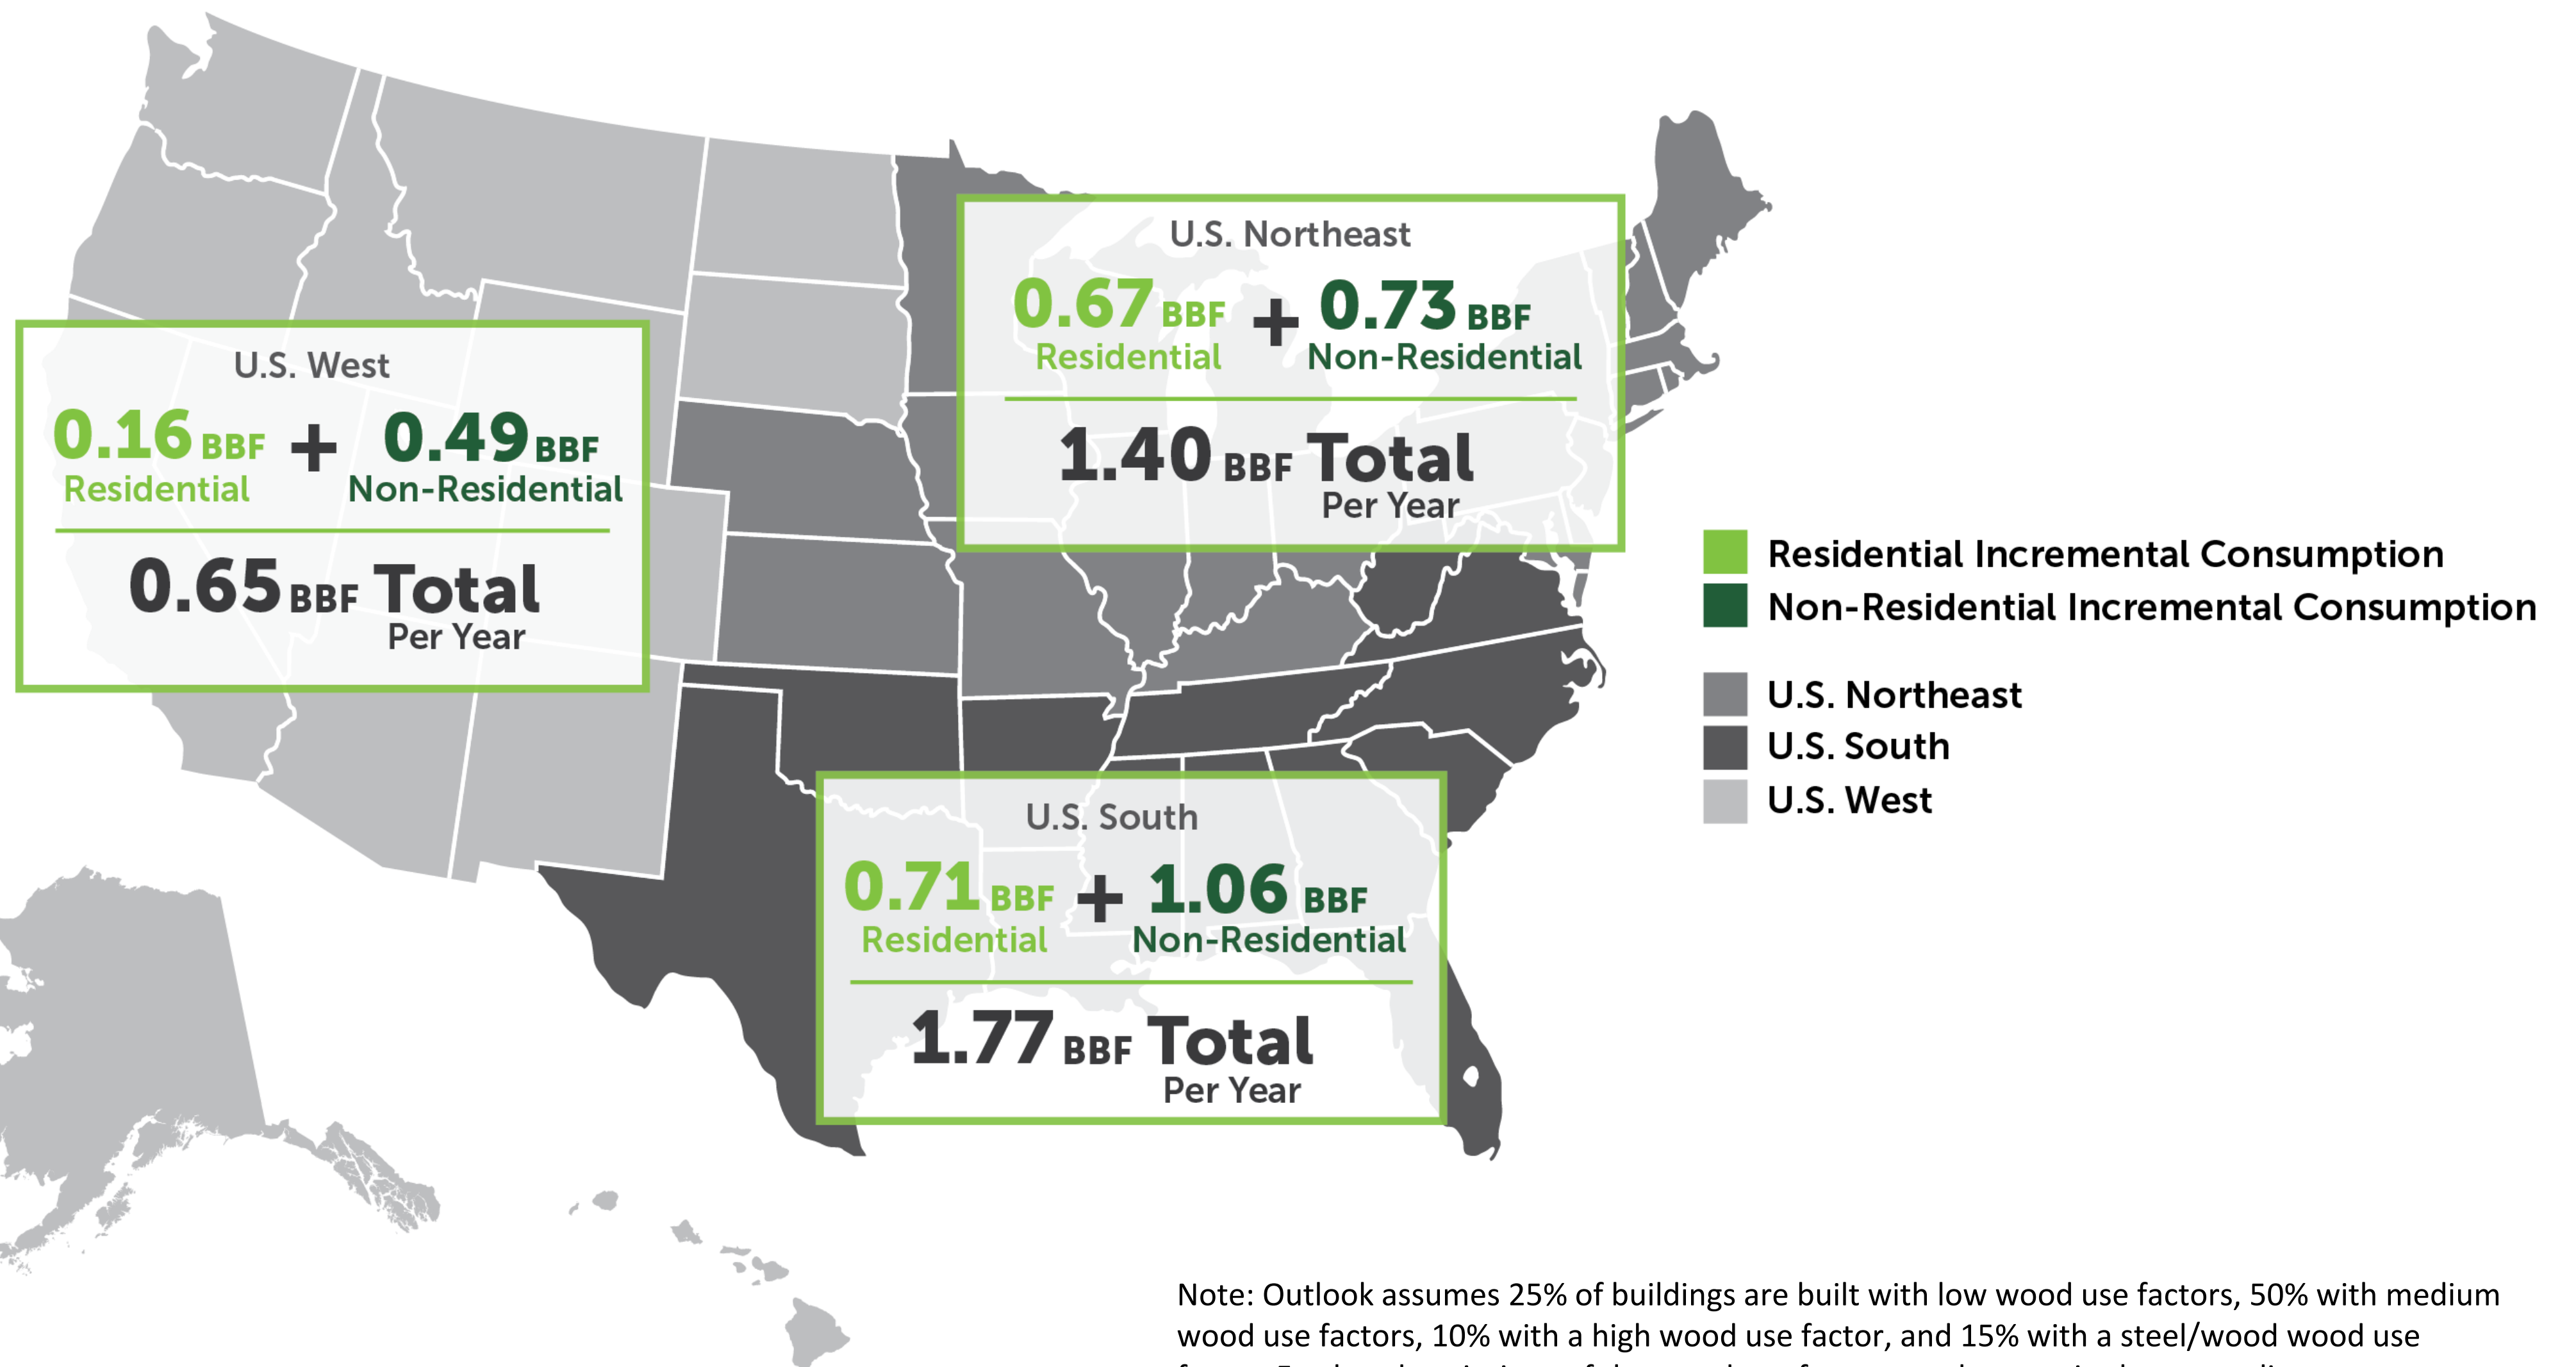 U.S. Northeast
0.67 BBF + 0.73 BBF
Residential Non-Residential
1.40 BBF Total
Per Year
U.S. West
0.16 BBF + 0.49 BBF
Residential Non-Residential
0.65 BBF Total
Per Year
U.S. South
0.71 BBF + 1.06 BBF
Residential Non-Residential
1.77 BBF Total
Per Year
Residential Incremental Consumption
Non-Residential Incremental Consumption
U.S. Northeast
U.S. South
U.S. West
Note: Outlook assumes 25% of buildings are built with low wood use factors, 50% with medium
wood use factors, 10% with a high wood use factor, and 15% with a steel/wood wood use